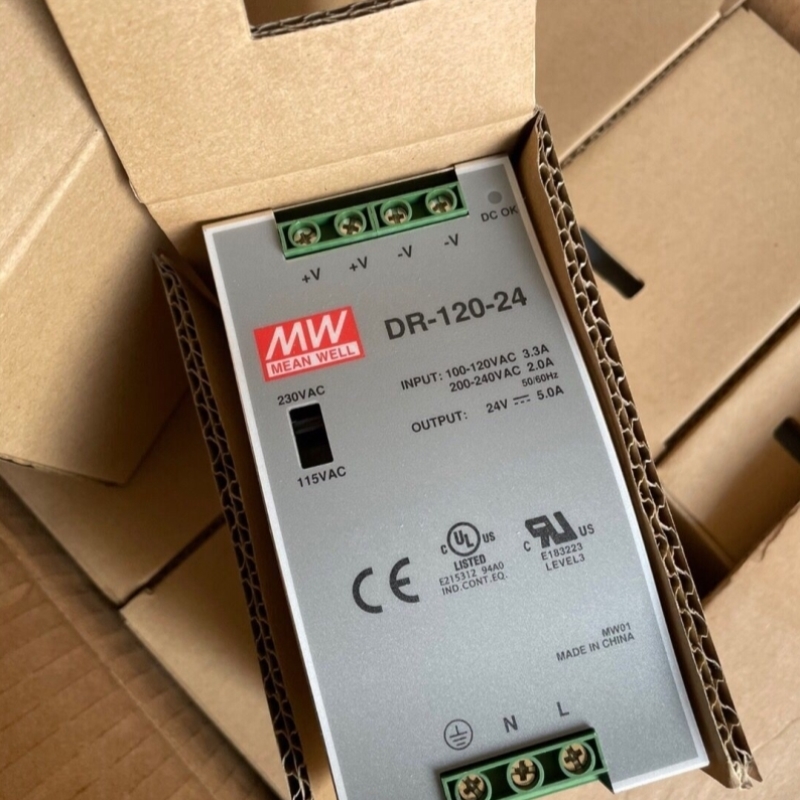 DC OK
+V +V -V -V
MW
MEAN WELL
DR-120-24
INPUT: 100-120VAC 3.3A
200-240VAC 2.0A
50/60Hz
OUTPUT: 24V ⎓ 5.0A
230VAC
115VAC
CE
C UL US
LISTED
E215312 94A0
IND.CONT.EQ.
C RU US
E183223
LEVEL3
MW01
MADE IN CHINA
N L